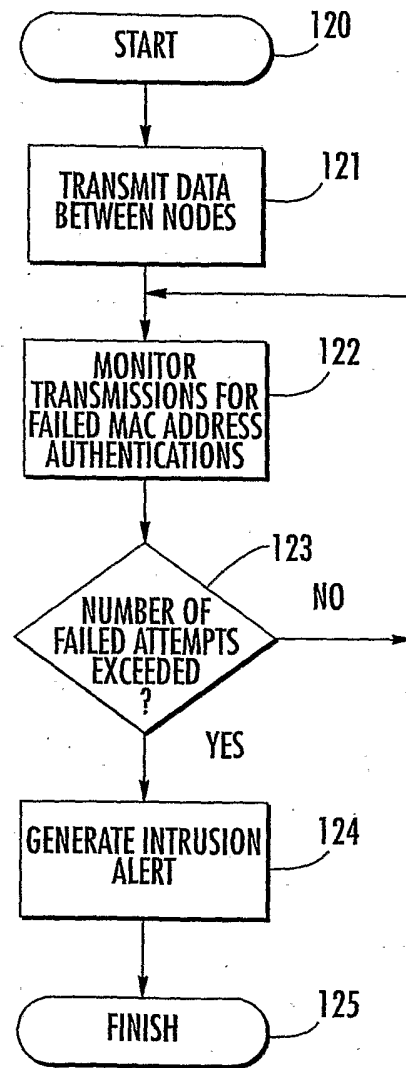 START
120
TRANSMIT DATA
BETWEEN NODES
121
MONITOR
TRANSMISSIONS FOR
FAILED MAC ADDRESS
AUTHENTICATIONS
122
NUMBER OF
FAILED ATTEMPTS
EXCEEDED
?
123
NO
YES
GENERATE INTRUSION
ALERT
124
FINISH
125